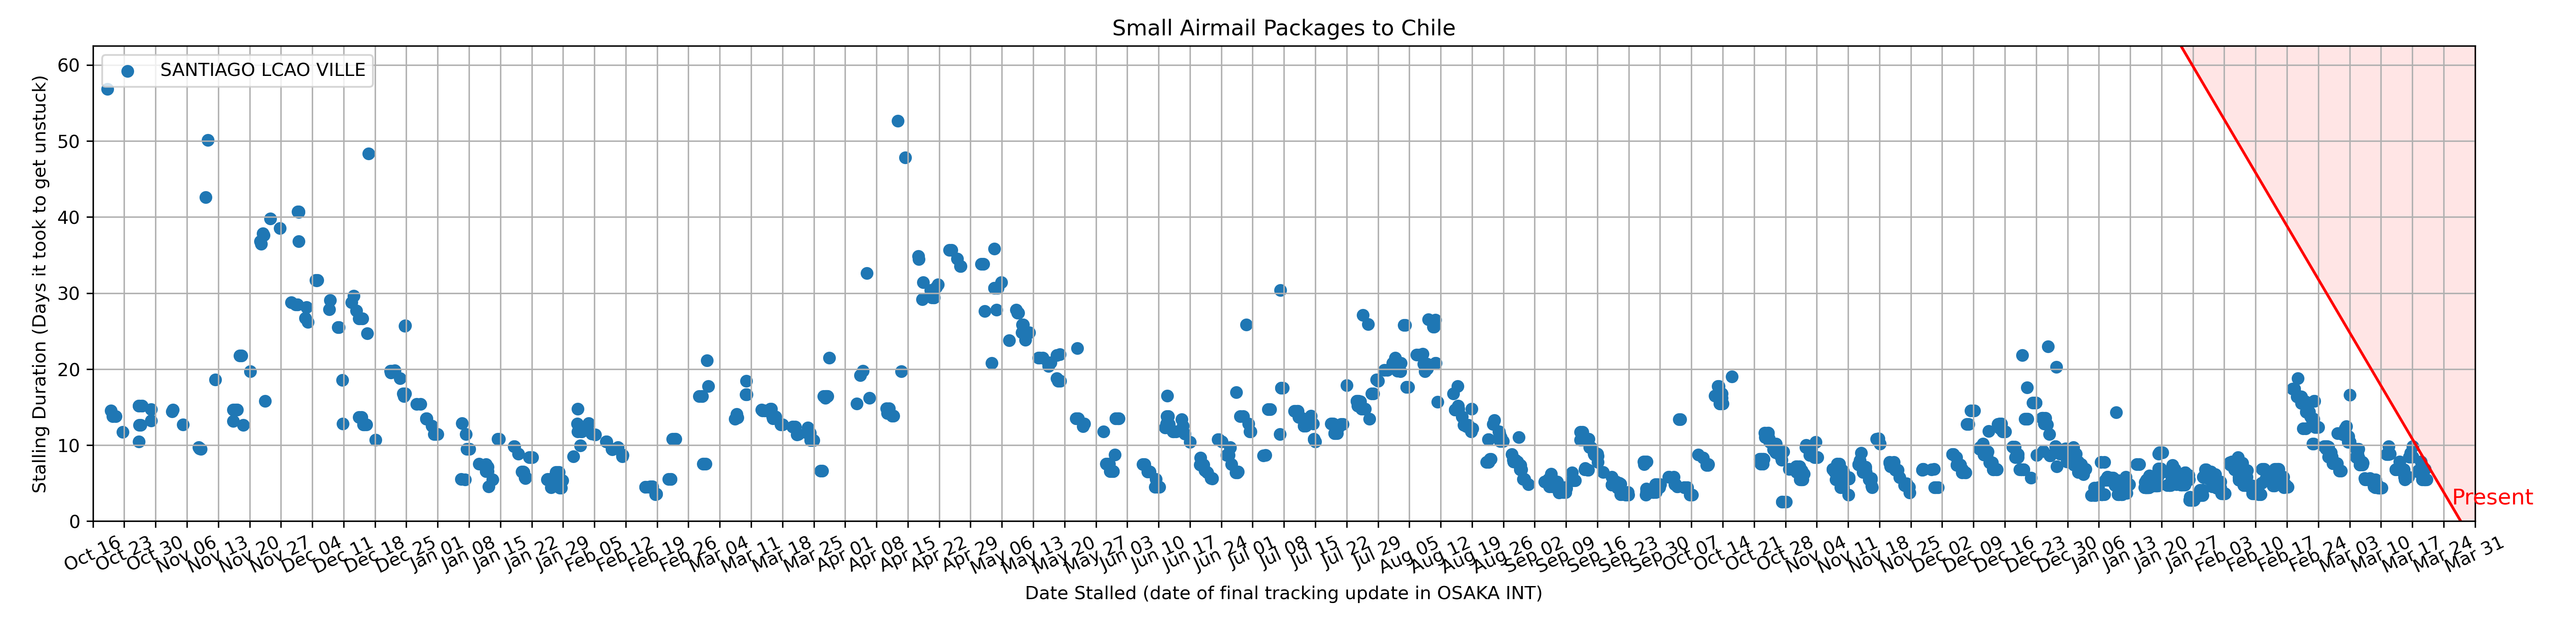 Small Airmail Packages to Chile
SANTIAGO LCAO VILLE
Stalling Duration (Days it took to get unstuck)
60
50
40
30
20
10
0
Present
Oct 16
Oct 23
Oct 30
Nov 06
Nov 13
Nov 20
Nov 27
Dec 04
Dec 11
Dec 18
Dec 25
Jan 01
Jan 08
Jan 15
Jan 22
Jan 29
Feb 05
Feb 12
Feb 19
Feb 26
Mar 04
Mar 11
Mar 18
Mar 25
Apr 01
Apr 08
Apr 15
Apr 22
Apr 29
May 06
May 13
May 20
May 27
Jun 03
Jun 10
Jun 17
Jun 24
Jul 01
Jul 08
Jul 15
Jul 22
Jul 29
Aug 05
Aug 12
Aug 19
Aug 26
Sep 02
Sep 09
Sep 16
Sep 23
Sep 30
Oct 07
Oct 14
Oct 21
Oct 28
Nov 04
Nov 11
Nov 18
Nov 25
Dec 02
Dec 09
Dec 16
Dec 23
Dec 30
Jan 06
Jan 13
Jan 20
Jan 27
Feb 03
Feb 10
Feb 17
Feb 24
Mar 03
Mar 10
Mar 17
Mar 24
Mar 31
Date Stalled (date of final tracking update in OSAKA INT)